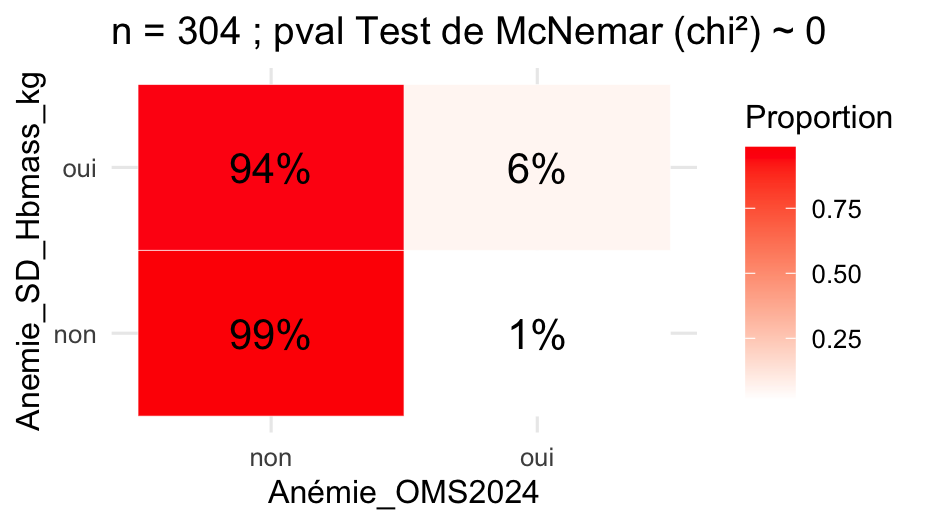 n = 304 ; pval Test de McNemar (chi²) ~ 0
Anemie_SD_Hbmass_kg
oui
94%
6%
non
99%
1%
non
oui
Anémie_OMS2024
Proportion
0.75
0.50
0.25